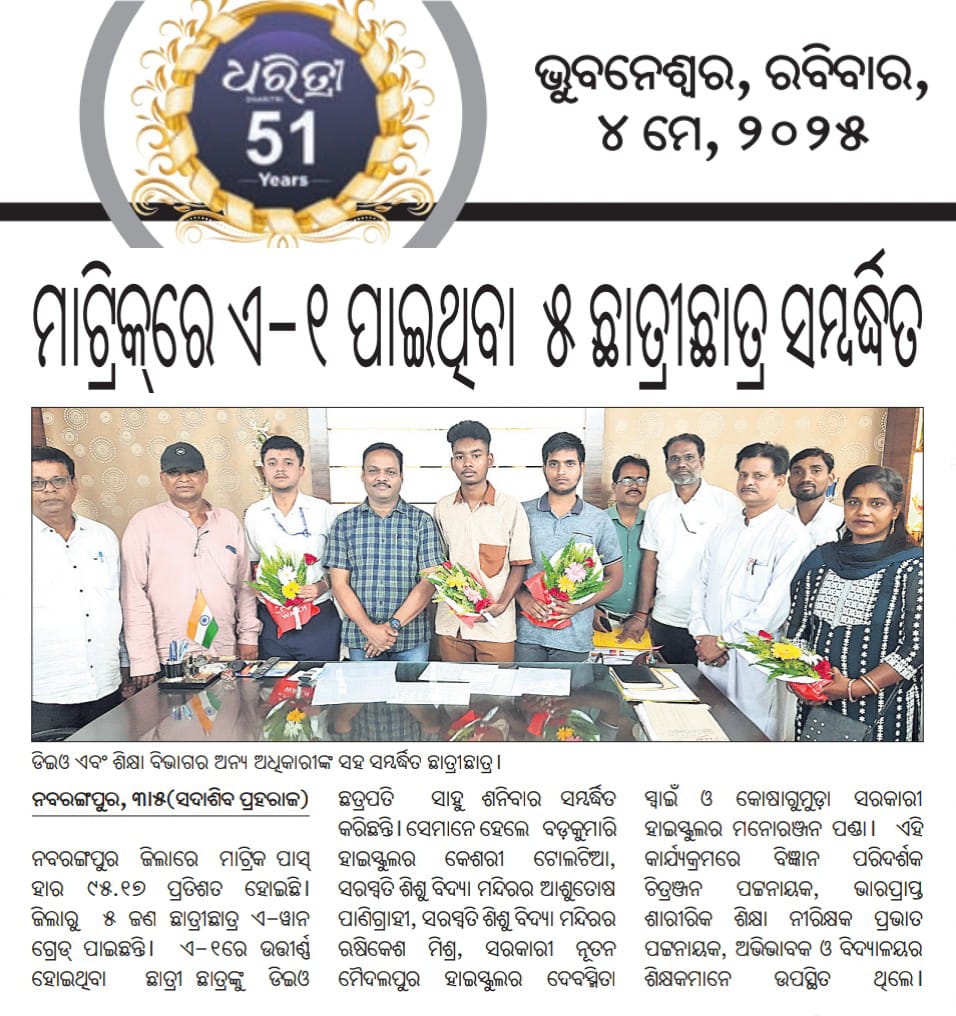 ଧରିତ୍ରୀ
DHARITRI
51
Years
ଭୁବନେଶ୍ୱର, ରବିବାର,
୪ ମେ, ୨୦୨୫
ମାଟ୍ରିକ୍‌ରେ ଏ-୧ ପାଇଥିବା ୫ ଛାତ୍ରୀଛାତ୍ର ସମ୍ବର୍ଦ୍ଧିତ
ଡିଇଓ ଏବଂ ଶିକ୍ଷା ବିଭାଗର ଅନ୍ୟ ଅଧିକାରୀଙ୍କ ସହ ସମ୍ବର୍ଦ୍ଧିତ ଛାତ୍ରୀଛାତ୍ର।
ନବରଙ୍ଗପୁର, ୩।୫(ସଦାଶିବ ପ୍ରହରାଜ)
ନବରଙ୍ଗପୁର ଜିଲାରେ ମାଟ୍ରିକ ପାସ୍
ହାର ୯୫.୧୭ ପ୍ରତିଶତ ହୋଇଛି।
ଜିଲାରୁ ୫ ଜଣ ଛାତ୍ରୀଛାତ୍ର ଏ-ୱାନ
ଗ୍ରେଡ୍ ପାଇଛନ୍ତି। ଏ-୧ରେ ଉତ୍ତୀର୍ଣ୍ଣ
ହୋଇଥିବା ଛାତ୍ରୀ ଛାତ୍ରଙ୍କୁ ଡିଇଓ
ଛତ୍ରପତି ସାହୁ ଶନିବାର ସମ୍ବର୍ଦ୍ଧିତ
କରିଛନ୍ତି। ସେମାନେ ହେଲେ ବଡ଼କୁମାରି
ହାଇସ୍କୁଲର କେଶରୀ ଟୋଲଟିଆ,
ସରସ୍ୱତି ଶିଶୁ ବିଦ୍ୟା ମନ୍ଦିରର ଆଶୁତୋଷ
ପାଣିଗ୍ରାହୀ, ସରସ୍ୱତି ଶିଶୁ ବିଦ୍ୟା ମନ୍ଦିରର
ଋଷିକେଶ ମିଶ୍ର, ସରକାରୀ ନୂତନ
ମୈଦଲପୁର ହାଇସ୍କୁଲର ଦେବସ୍ମିତା
ସ୍ୱାଇଁ ଓ କୋଷାଗୁମୁଡ଼ା ସରକାରୀ
ହାଇସ୍କୁଲର ମନୋରଞ୍ଜନ ପଣ୍ଡା। ଏହି
କାର୍ଯ୍ୟକ୍ରମରେ ବିଜ୍ଞାନ ପରିଦର୍ଶକ
ଚିତ୍ତରଞ୍ଜନ ପଟ୍ଟନାୟକ, ଭାରପ୍ରାପ୍ତ
ଶାରୀରିକ ଶିକ୍ଷା ନୀରିକ୍ଷକ ପ୍ରଭାତ
ପଟ୍ଟନାୟକ, ଅଭିଭାବକ ଓ ବିଦ୍ୟାଳୟର
ଶିକ୍ଷକମାନେ ଉପସ୍ଥିତ ଥିଲେ।